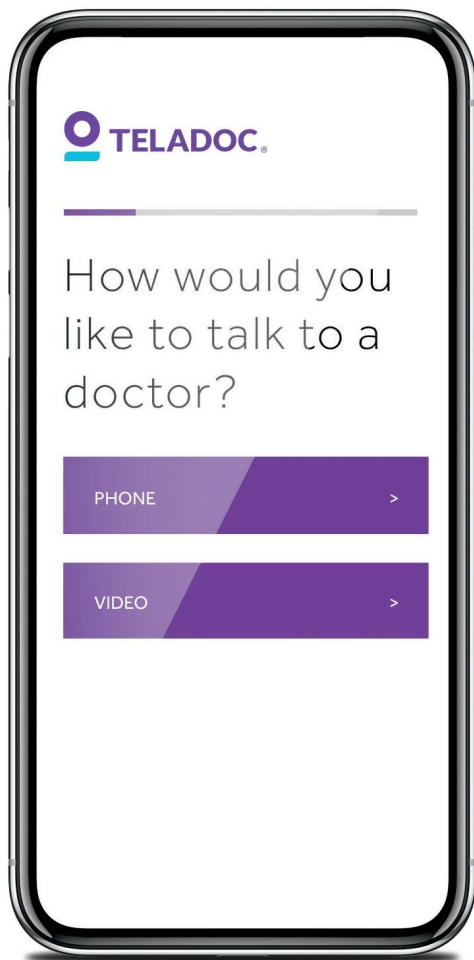 TELADOC®
How would you
like to talk to a
doctor?
PHONE >
VIDEO >